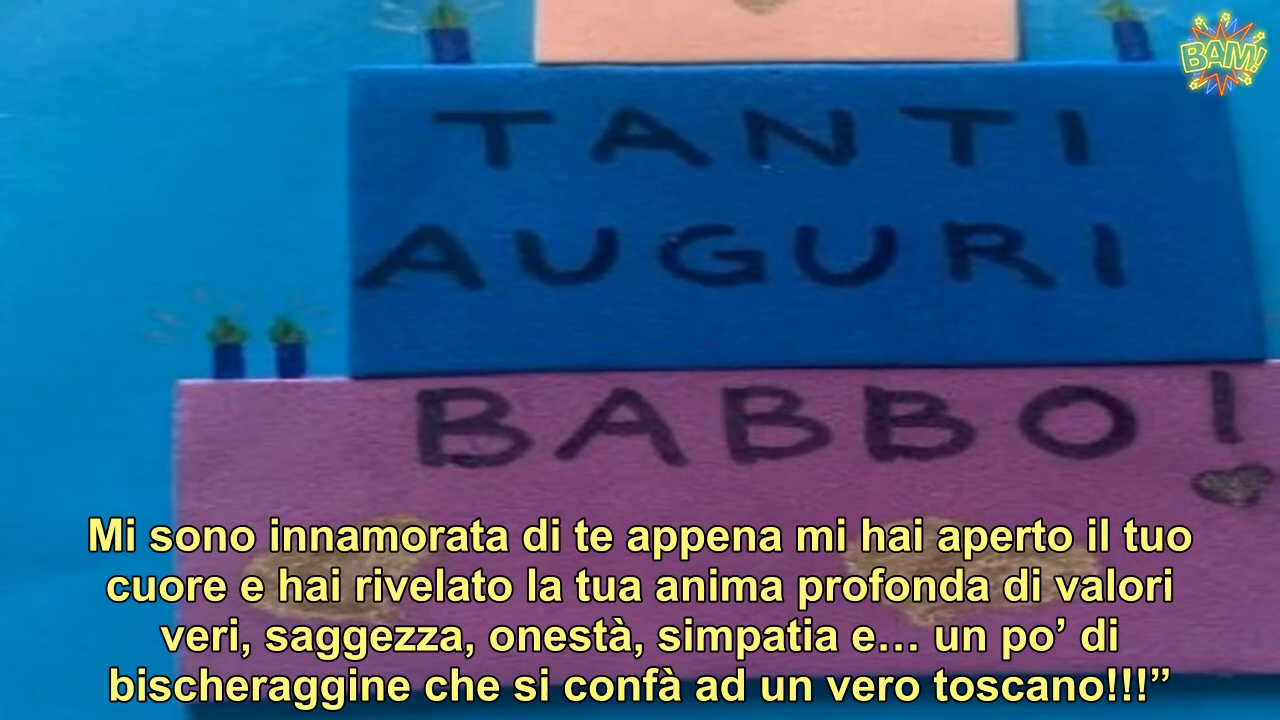 BAM!
TANTI
AUGURI
BABBO!
Mi sono innamorata di te appena mi hai aperto il tuo
cuore e hai rivelato la tua anima profonda di valori
veri, saggezza, onestà, simpatia e… un po’ di
bischeraggine che si confà ad un vero toscano!!!”